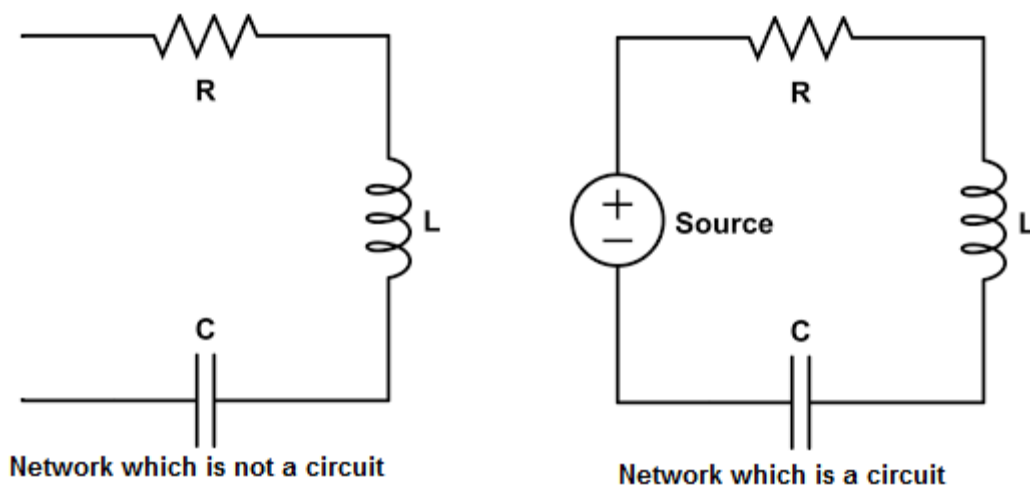 R
L
C
Network which is not a circuit
R
+
−
Source
L
C
Network which is a circuit